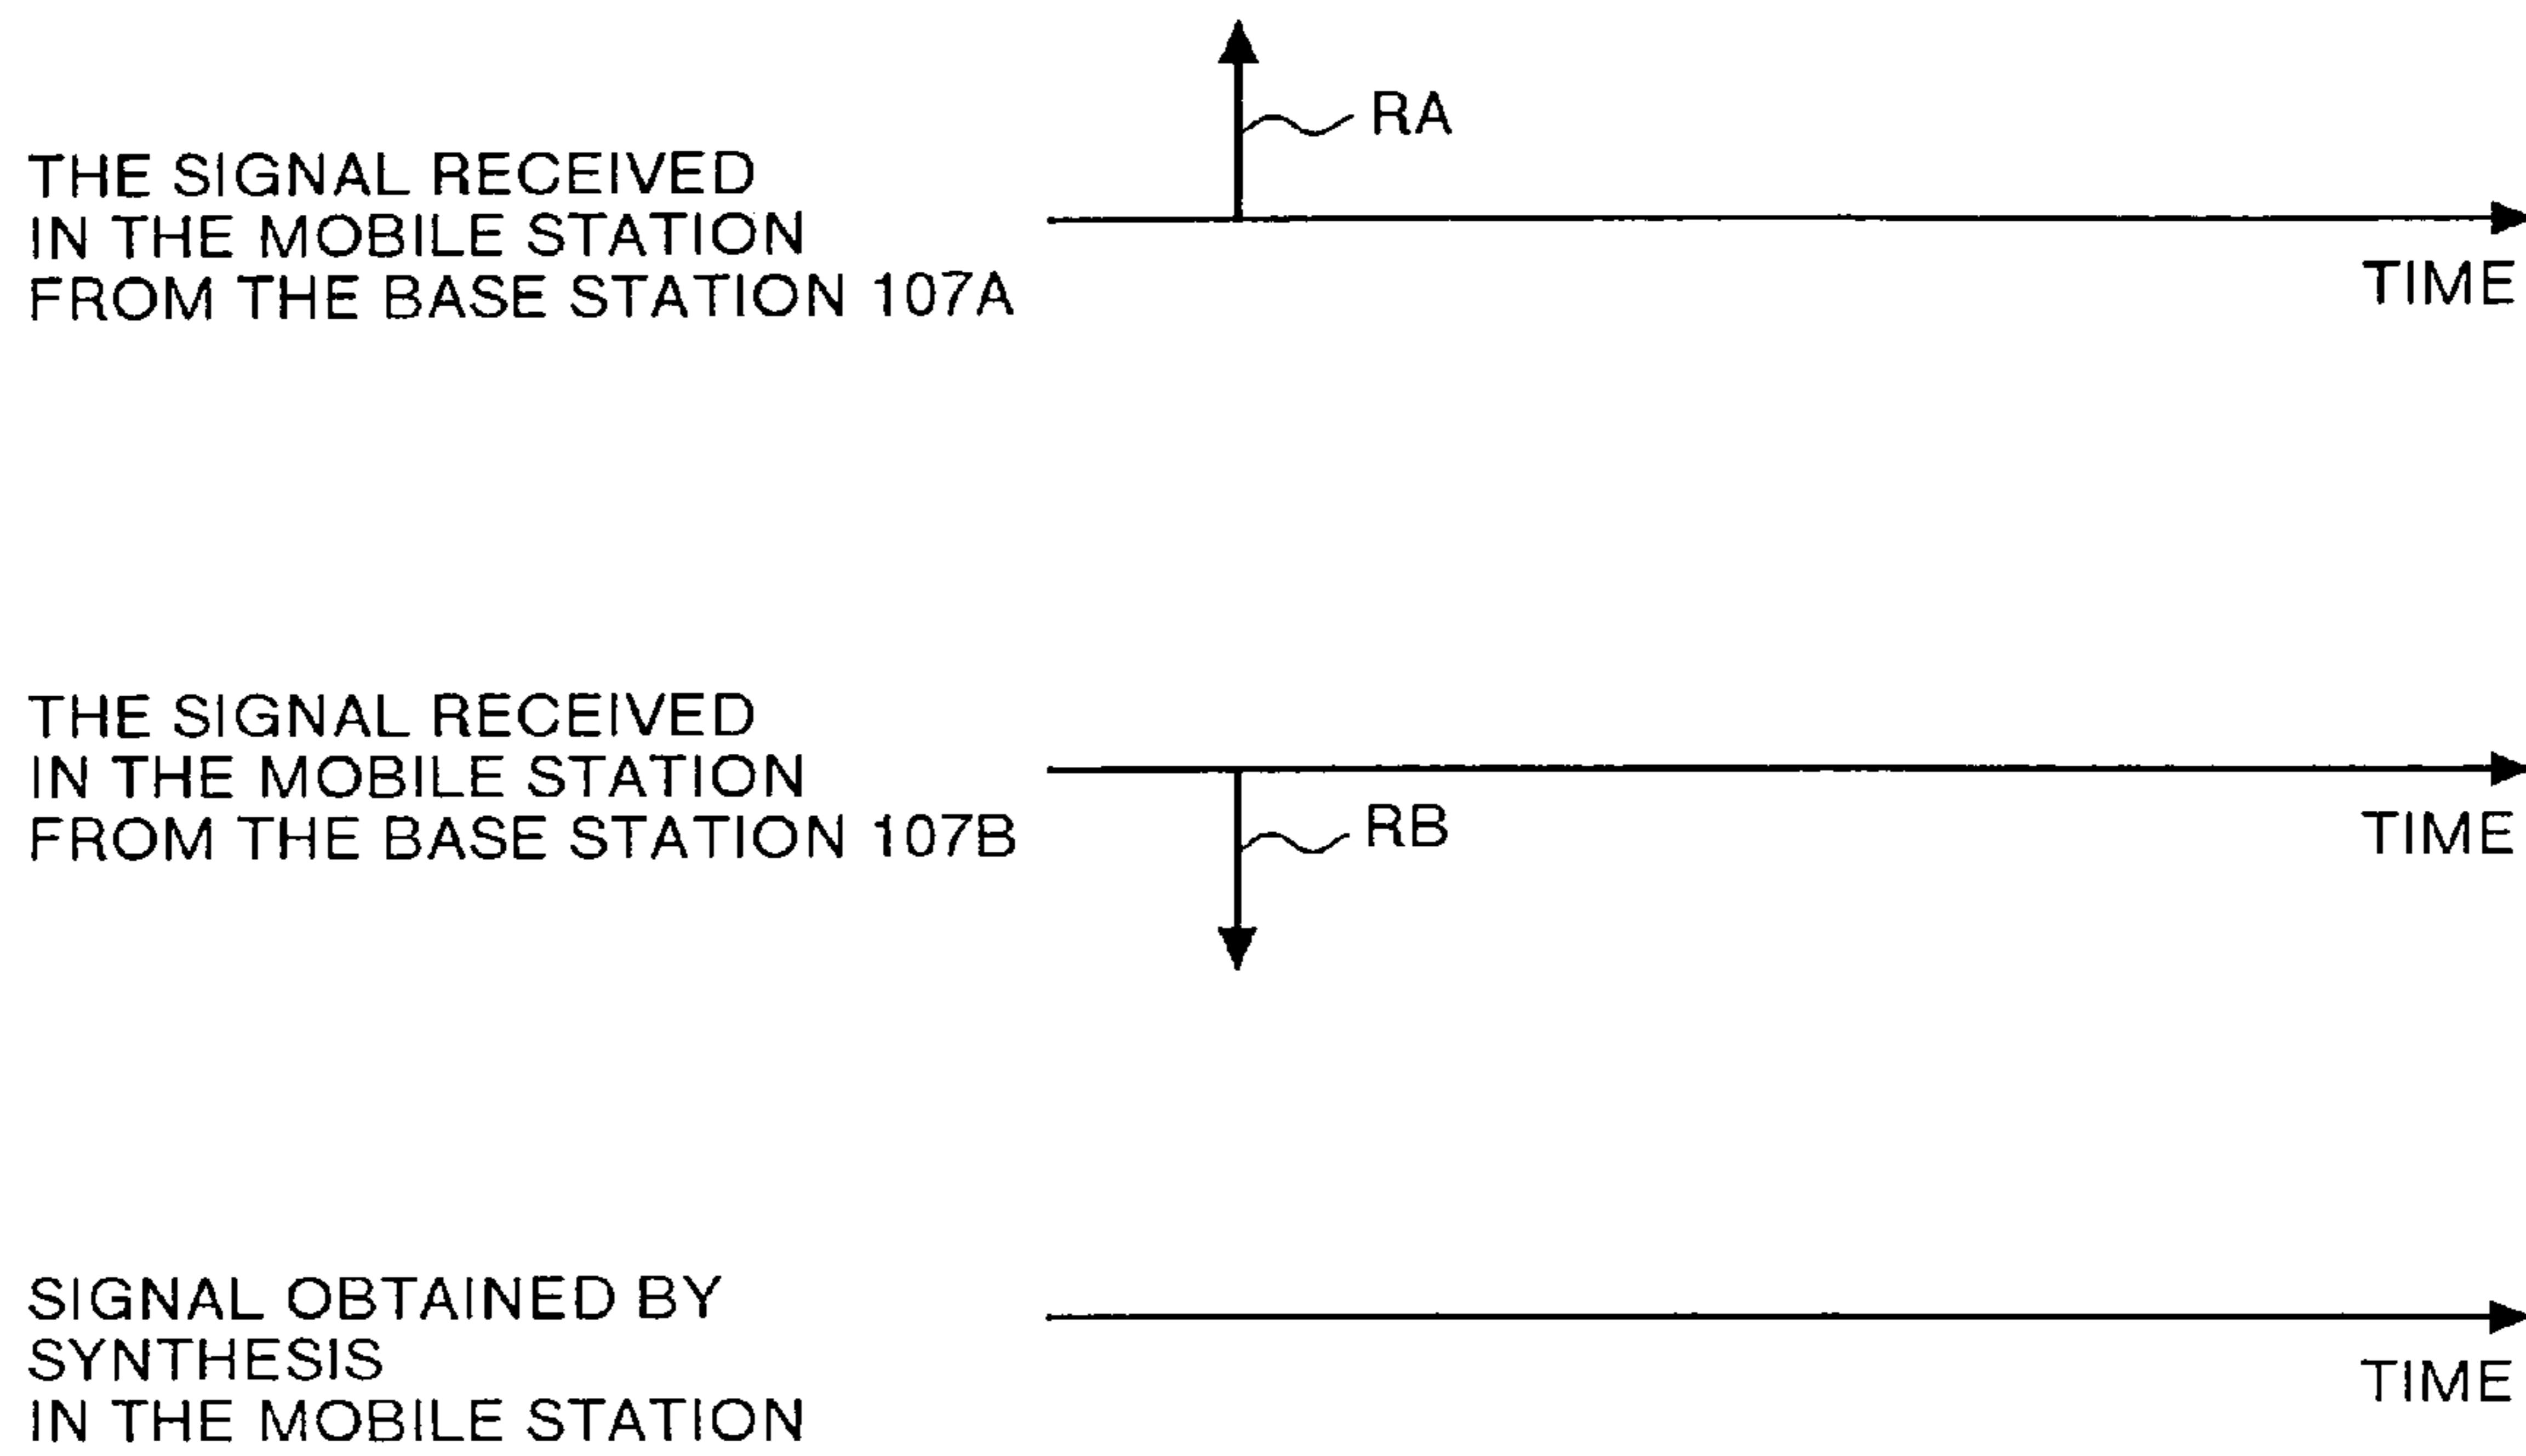 RA
THE SIGNAL RECEIVED
IN THE MOBILE STATION
FROM THE BASE STATION 107A
TIME
THE SIGNAL RECEIVED
IN THE MOBILE STATION
FROM THE BASE STATION 107B
RB
TIME
SIGNAL OBTAINED BY
SYNTHESIS
IN THE MOBILE STATION
TIME